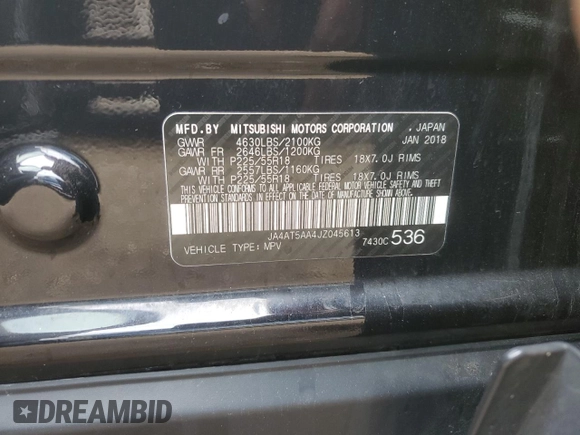 MFD.BY MITSUBISHI MOTORS CORPORATION .JAPAN
GVWR 4630LBS/2100KG JAN 2018
GAWR FR 2646LBS/1200KG
WITH P225/55R18 TIRES 18X7.0J RIMS
GAWR RR 2557LBS/1160KG
WITH P225/55R18 TIRES 18X7.0J RIMS
THIS VEHICLE CONFORMS TO ALL APPLICABLE FEDERAL MOTOR VEHICLE SAFETY AND THEFT
PREVENTION STANDARDS IN EFFECT ON THE DATE OF MANUFACTURE SHOWN ABOVE.
JA4AT5AA4JZ045613
VEHICLE TYPE: MPV 7430C 536
DREAMBID